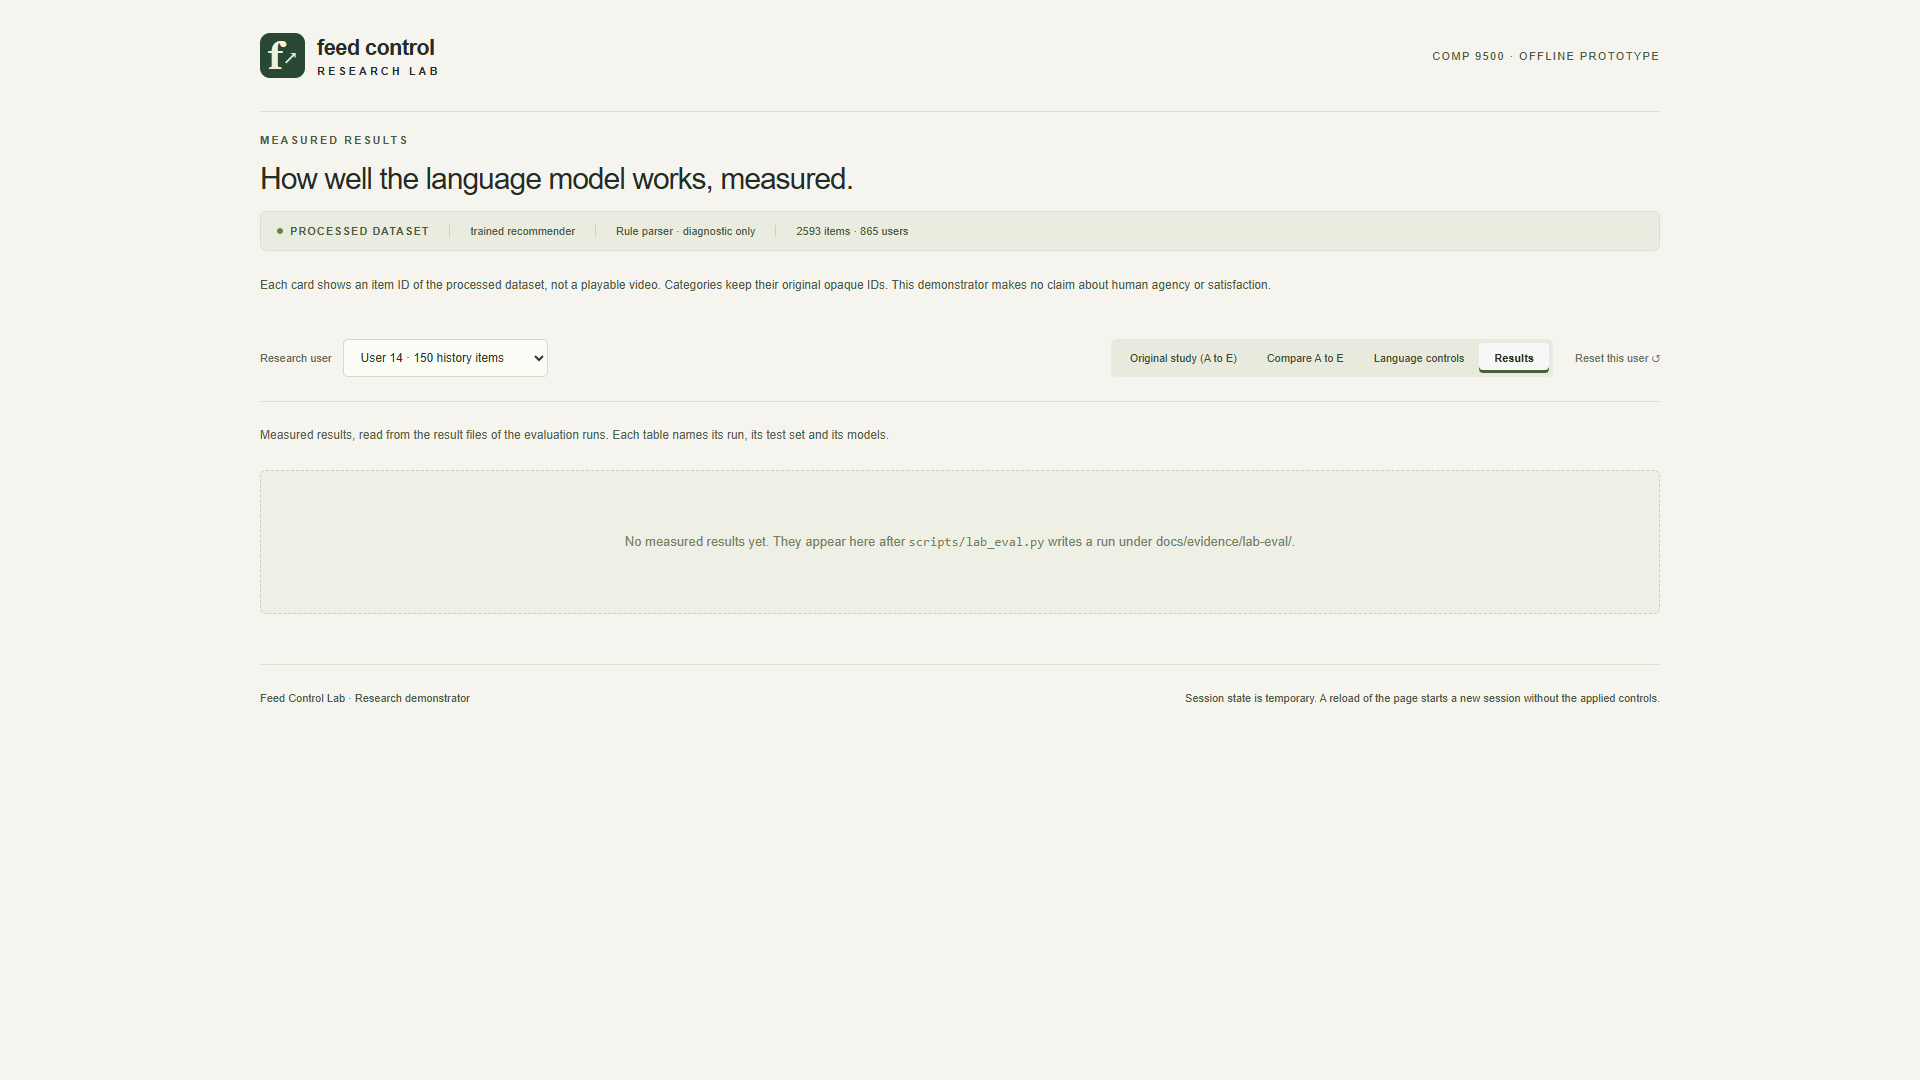 f↗
feed control
RESEARCH LAB
COMP 9500 · OFFLINE PROTOTYPE
MEASURED RESULTS
How well the language model works, measured.
PROCESSED DATASET
trained recommender
Rule parser · diagnostic only
2593 items · 865 users
Each card shows an item ID of the processed dataset, not a playable video. Categories keep their original opaque IDs. This demonstrator makes no claim about human agency or satisfaction.
Research user
User 14 · 150 history items
Original study (A to E)
Compare A to E
Language controls
Results
Reset this user ↺
Measured results, read from the result files of the evaluation runs. Each table names its run, its test set and its models.
No measured results yet. They appear here after scripts/lab_eval.py writes a run under docs/evidence/lab-eval/.
Feed Control Lab · Research demonstrator
Session state is temporary. A reload of the page starts a new session without the applied controls.